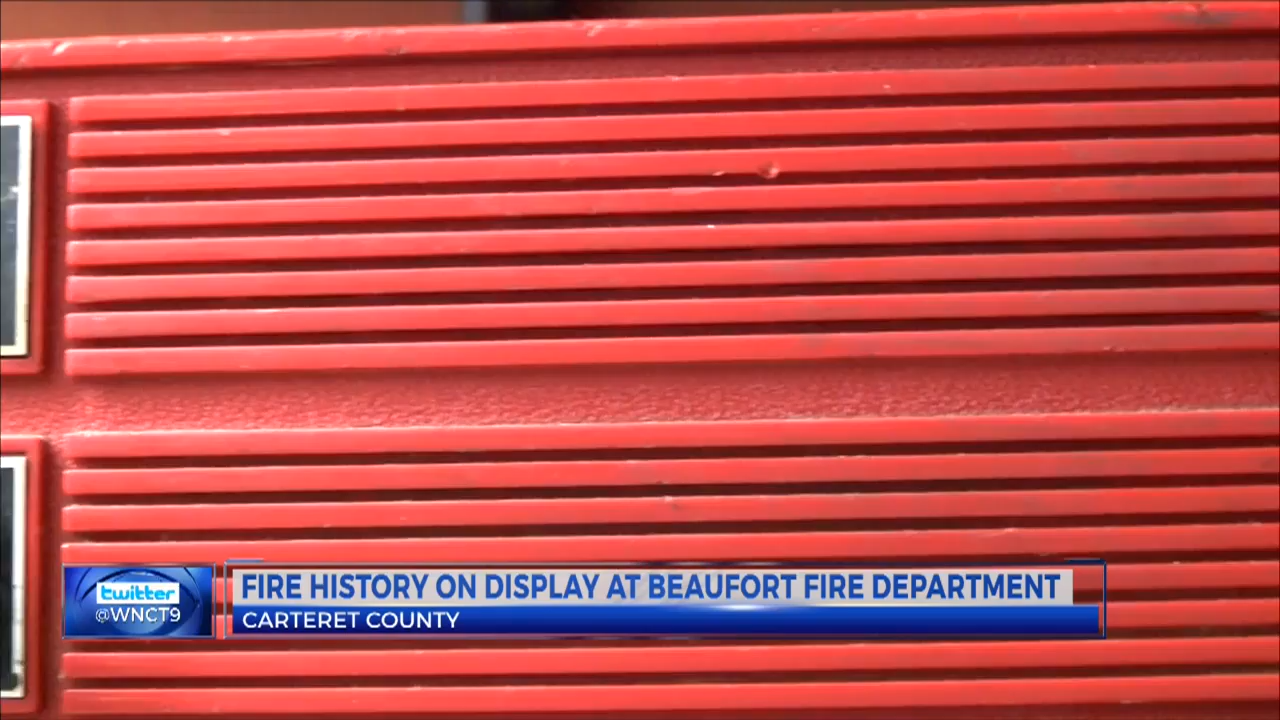 FIRE HISTORY ON DISPLAY AT BEAUFORT FIRE DEPARTMENT
twitter
@WNCT9
CARTERET COUNTY